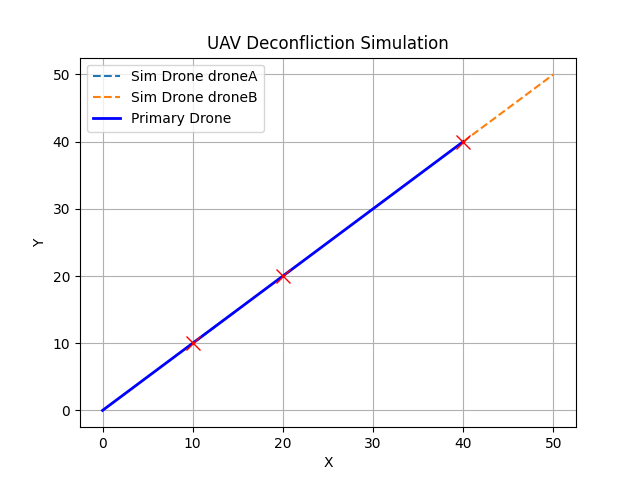 UAV Deconfliction Simulation
Sim Drone droneA
Sim Drone droneB
Primary Drone
50
40
30
20
10
0
Y
0 10 20 30 40 50
X